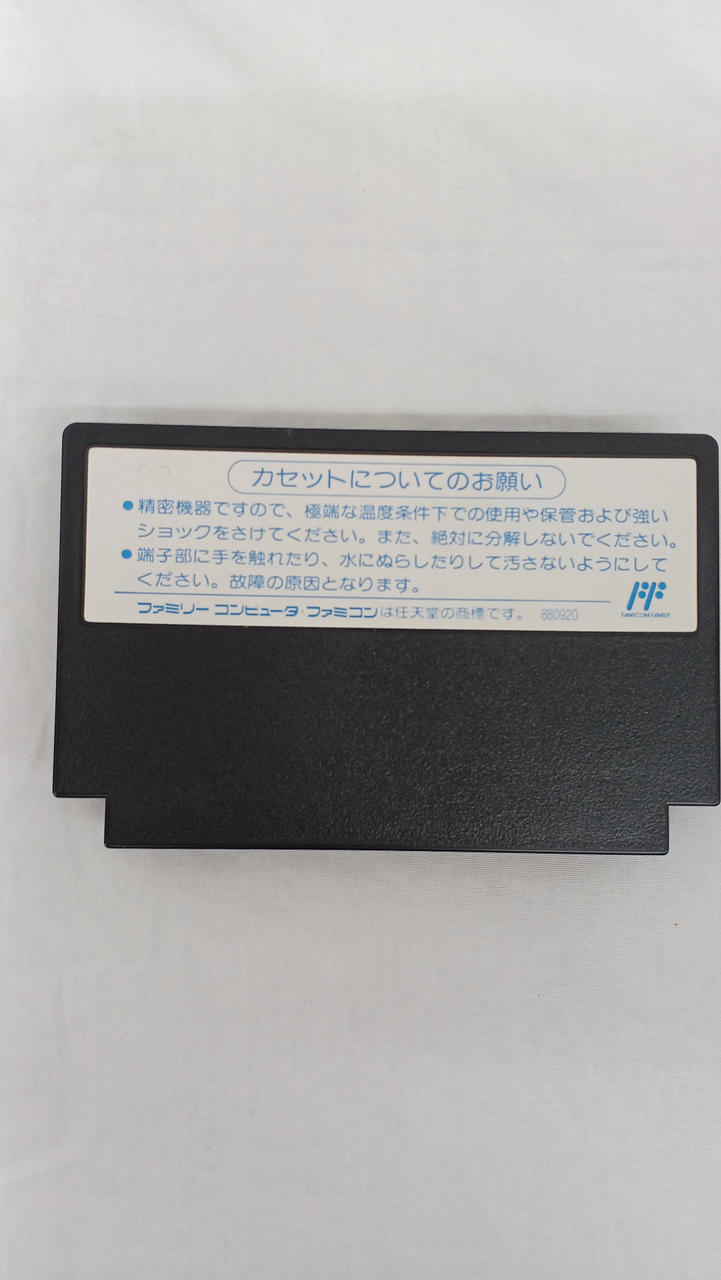 カセットについてのお願い
●精密機器ですので、極端な温度条件下での使用や保管および強い
ショックをさけてください。また、絶対に分解しないでください。
●端子部に手を触れたり、水にぬらしたりして汚さないようにして
ください。故障の原因となります。
ファミリー コンピュータ・ファミコンは任天堂の商標です。 880920
FAMICOM FAMILY